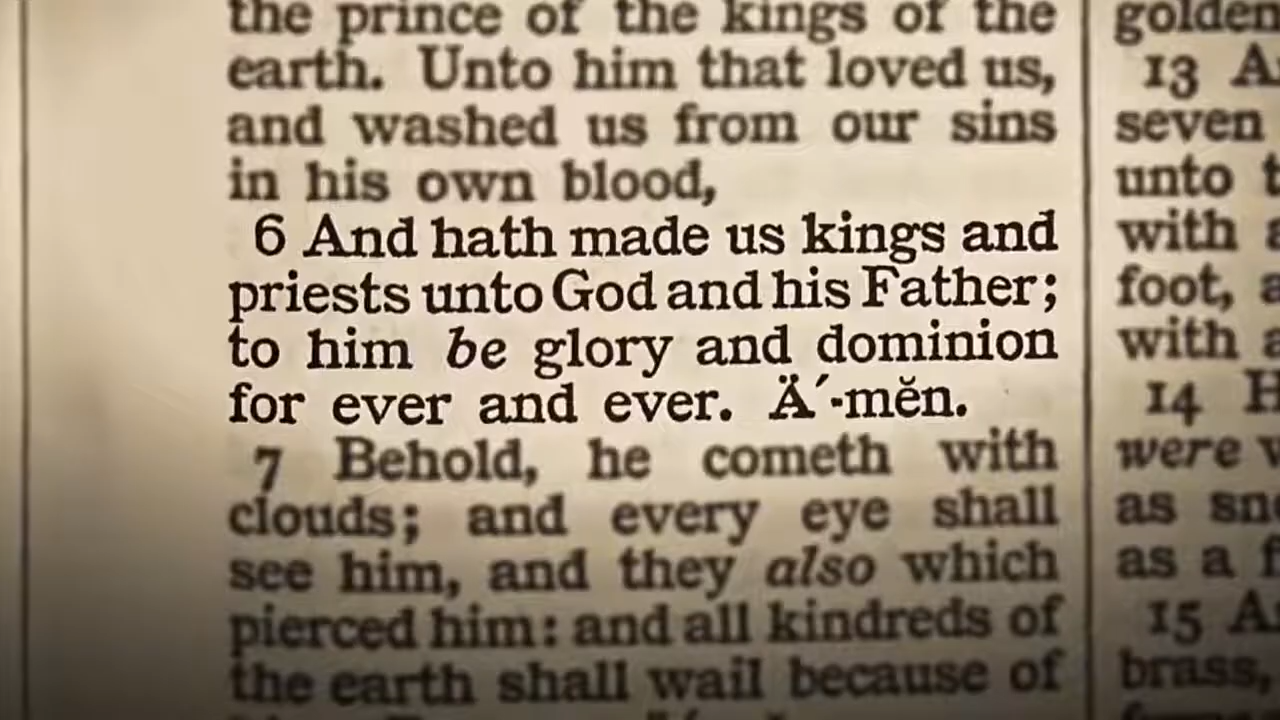 the prince of the kings of the
earth. Unto him that loved us,
and washed us from our sins
in his own blood,
6 And hath made us kings and
priests unto God and his Father;
to him be glory and dominion
for ever and ever. Ä´-mĕn.
7 Behold, he cometh with
clouds; and every eye shall
see him, and they also which
pierced him: and all kindreds of
the earth shall wail because of
golden
13
seven
unto
with
foot,
with
14
were
as
as a
15
brass,